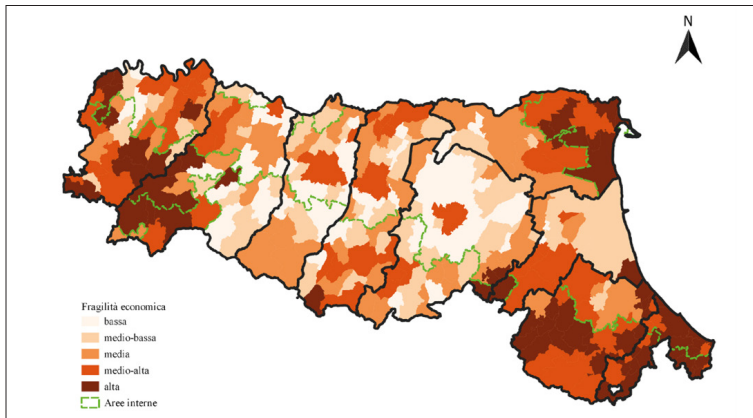 N
Fragilità economica
bassa
medio-bassa
media
medio-alta
alta
Aree interne